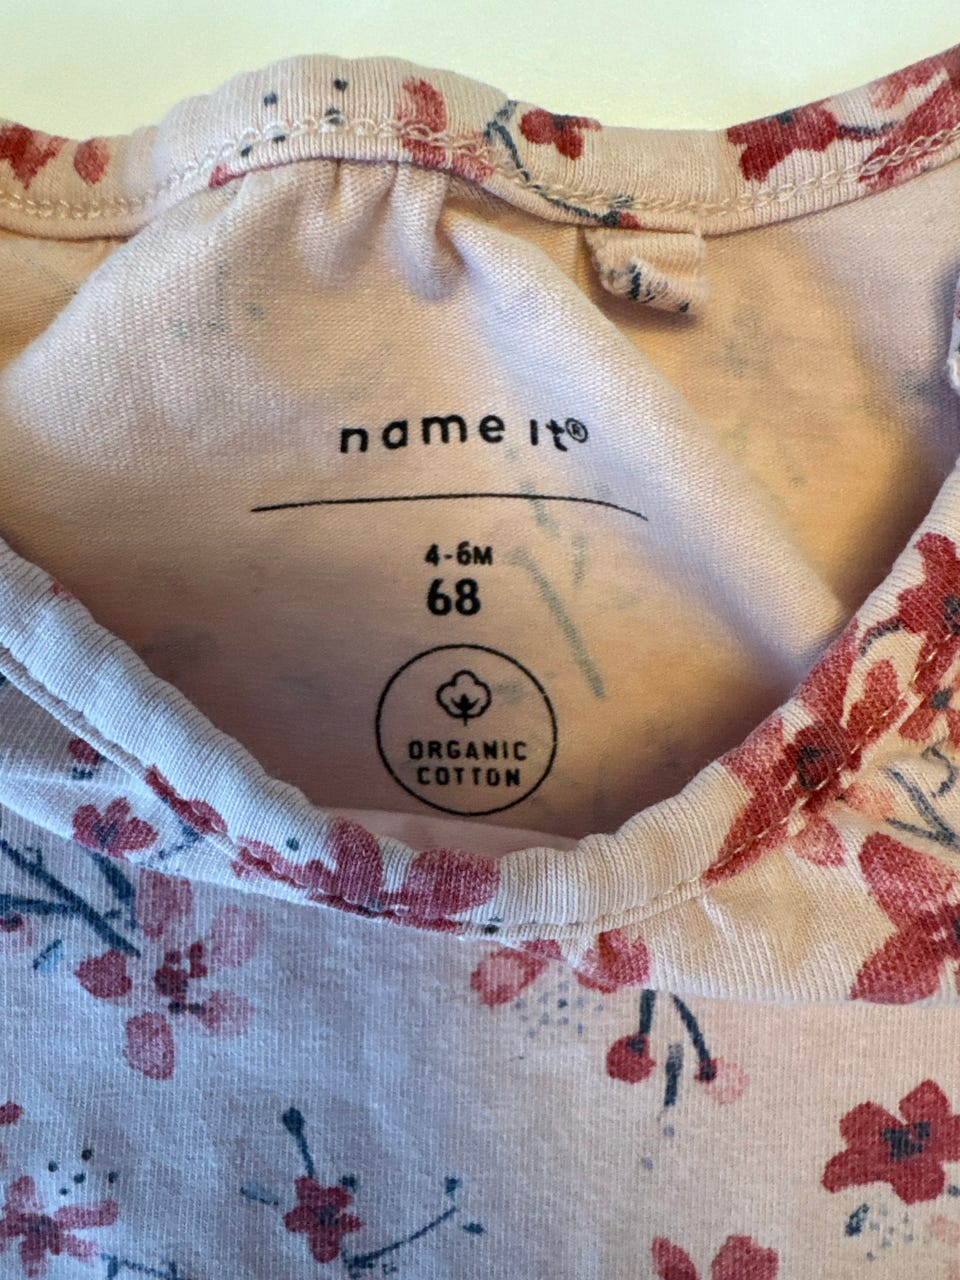 name it®
4-6M
68
ORGANIC
COTTON